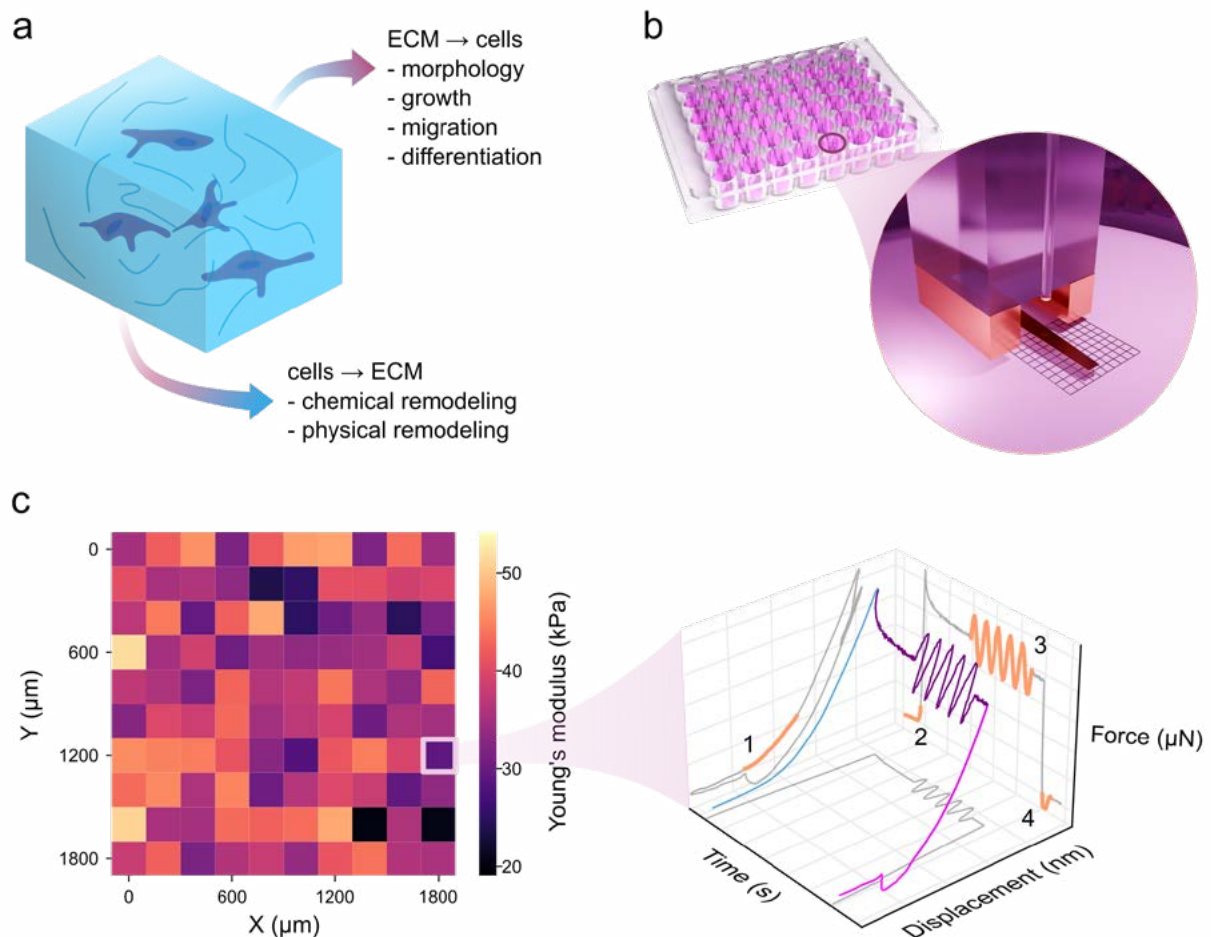 a
ECM → cells
- morphology
- growth
- migration
- differentiation
cells → ECM
- chemical remodeling
- physical remodeling
b
c
0
600
1200
1800
Y (μm)
0
600
1200
1800
X (μm)
50
40
30
20
Young's modulus (kPa)
1
2
3
4
Force (μN)
Time (s)
Displacement (nm)